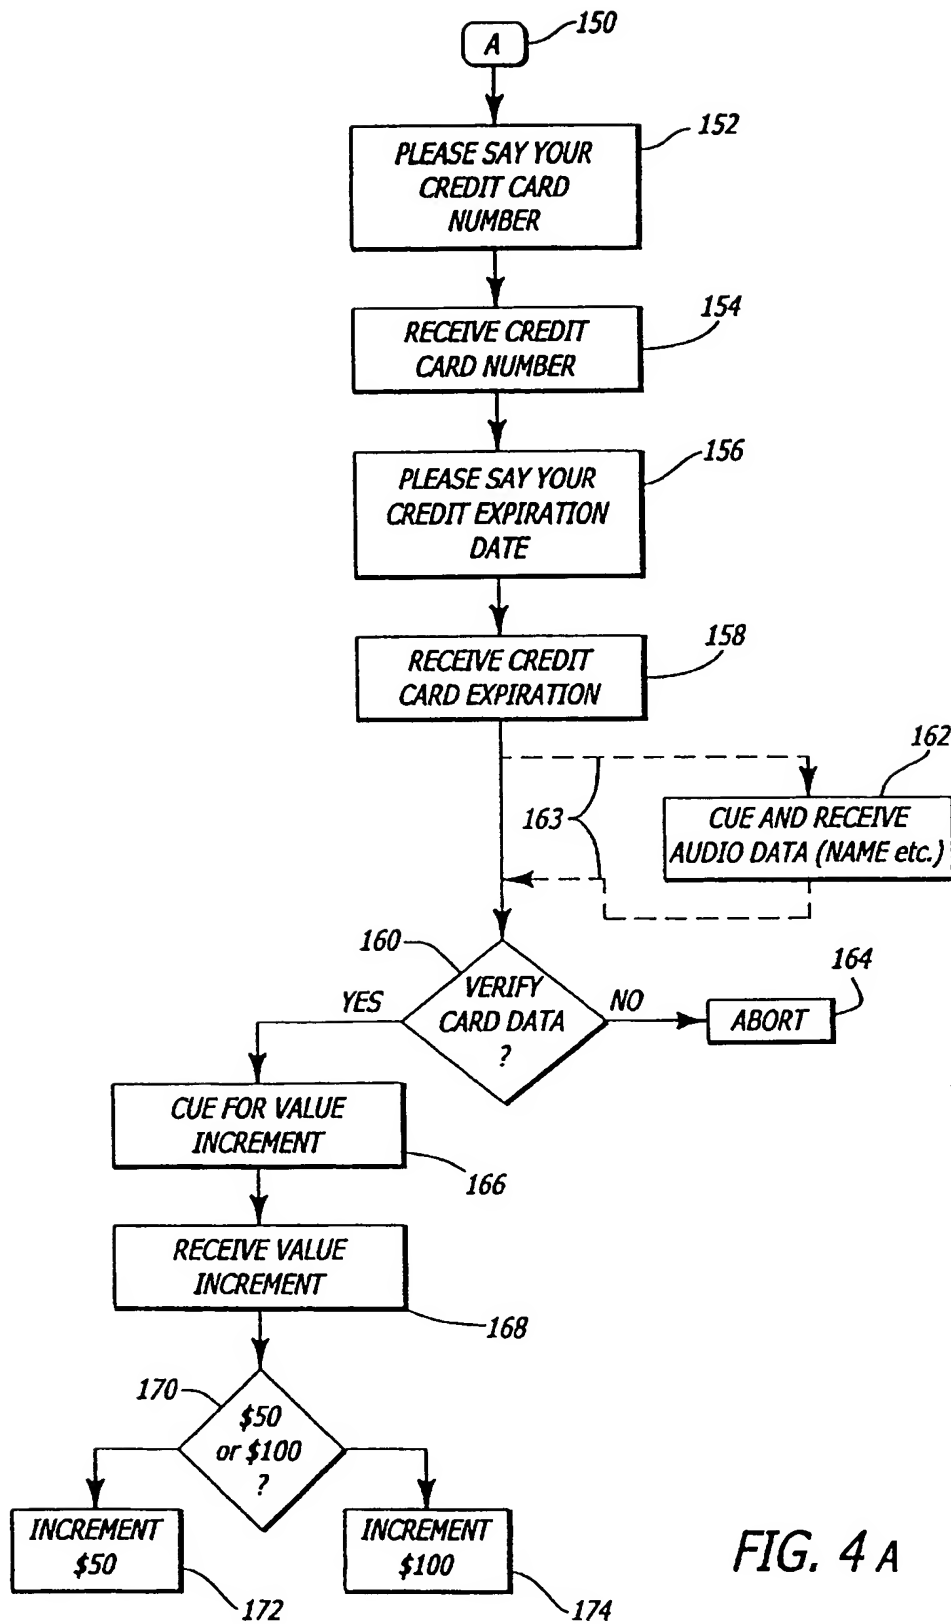 A
150
PLEASE SAY YOUR
CREDIT CARD
NUMBER
152
RECEIVE CREDIT
CARD NUMBER
154
PLEASE SAY YOUR
CREDIT EXPIRATION
DATE
156
RECEIVE CREDIT
CARD EXPIRATION
158
162
163
CUE AND RECEIVE
AUDIO DATA (NAME etc.)
160
VERIFY
CARD DATA
?
YES
NO
164
ABORT
CUE FOR VALUE
INCREMENT
166
RECEIVE VALUE
INCREMENT
168
170
$50
or $100
?
INCREMENT
$50
172
INCREMENT
$100
174
FIG. 4 A